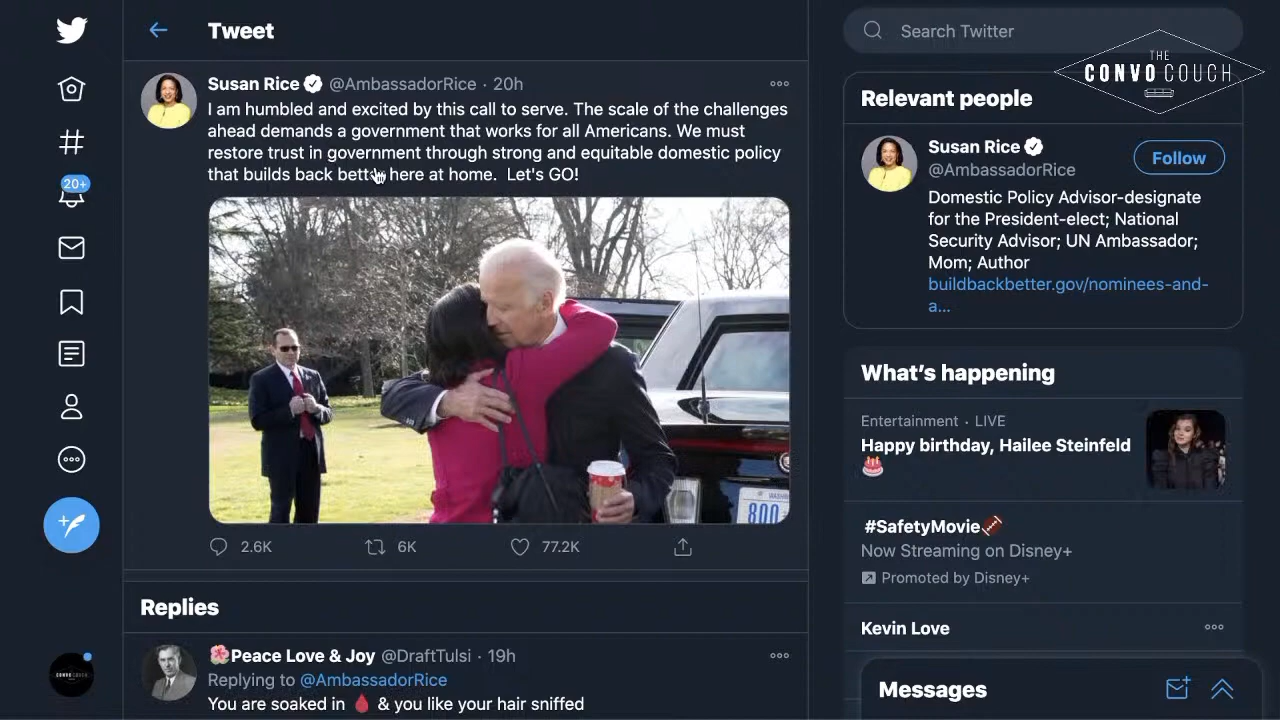 Tweet
Susan Rice @AmbassadorRice · 20h
I am humbled and excited by this call to serve. The scale of the challenges
ahead demands a government that works for all Americans. We must
restore trust in government through strong and equitable domestic policy
that builds back better here at home. Let's GO!
WASHIN
800
2.6K
6K
77.2K
Replies
🌺Peace Love & Joy @DraftTulsi · 19h
Replying to @AmbassadorRice
You are soaked in 🩸 & you like your hair sniffed
20+
Search Twitter
THE
CONVO COUCH
Relevant people
Susan Rice
@AmbassadorRice
Follow
Domestic Policy Advisor-designate
for the President-elect; National
Security Advisor; UN Ambassador;
Mom; Author
buildbackbetter.gov/nominees-and-
a...
What's happening
Entertainment · LIVE
Happy birthday, Hailee Steinfeld
🎂
#SafetyMovie🏈
Now Streaming on Disney+
Promoted by Disney+
Kevin Love
Messages